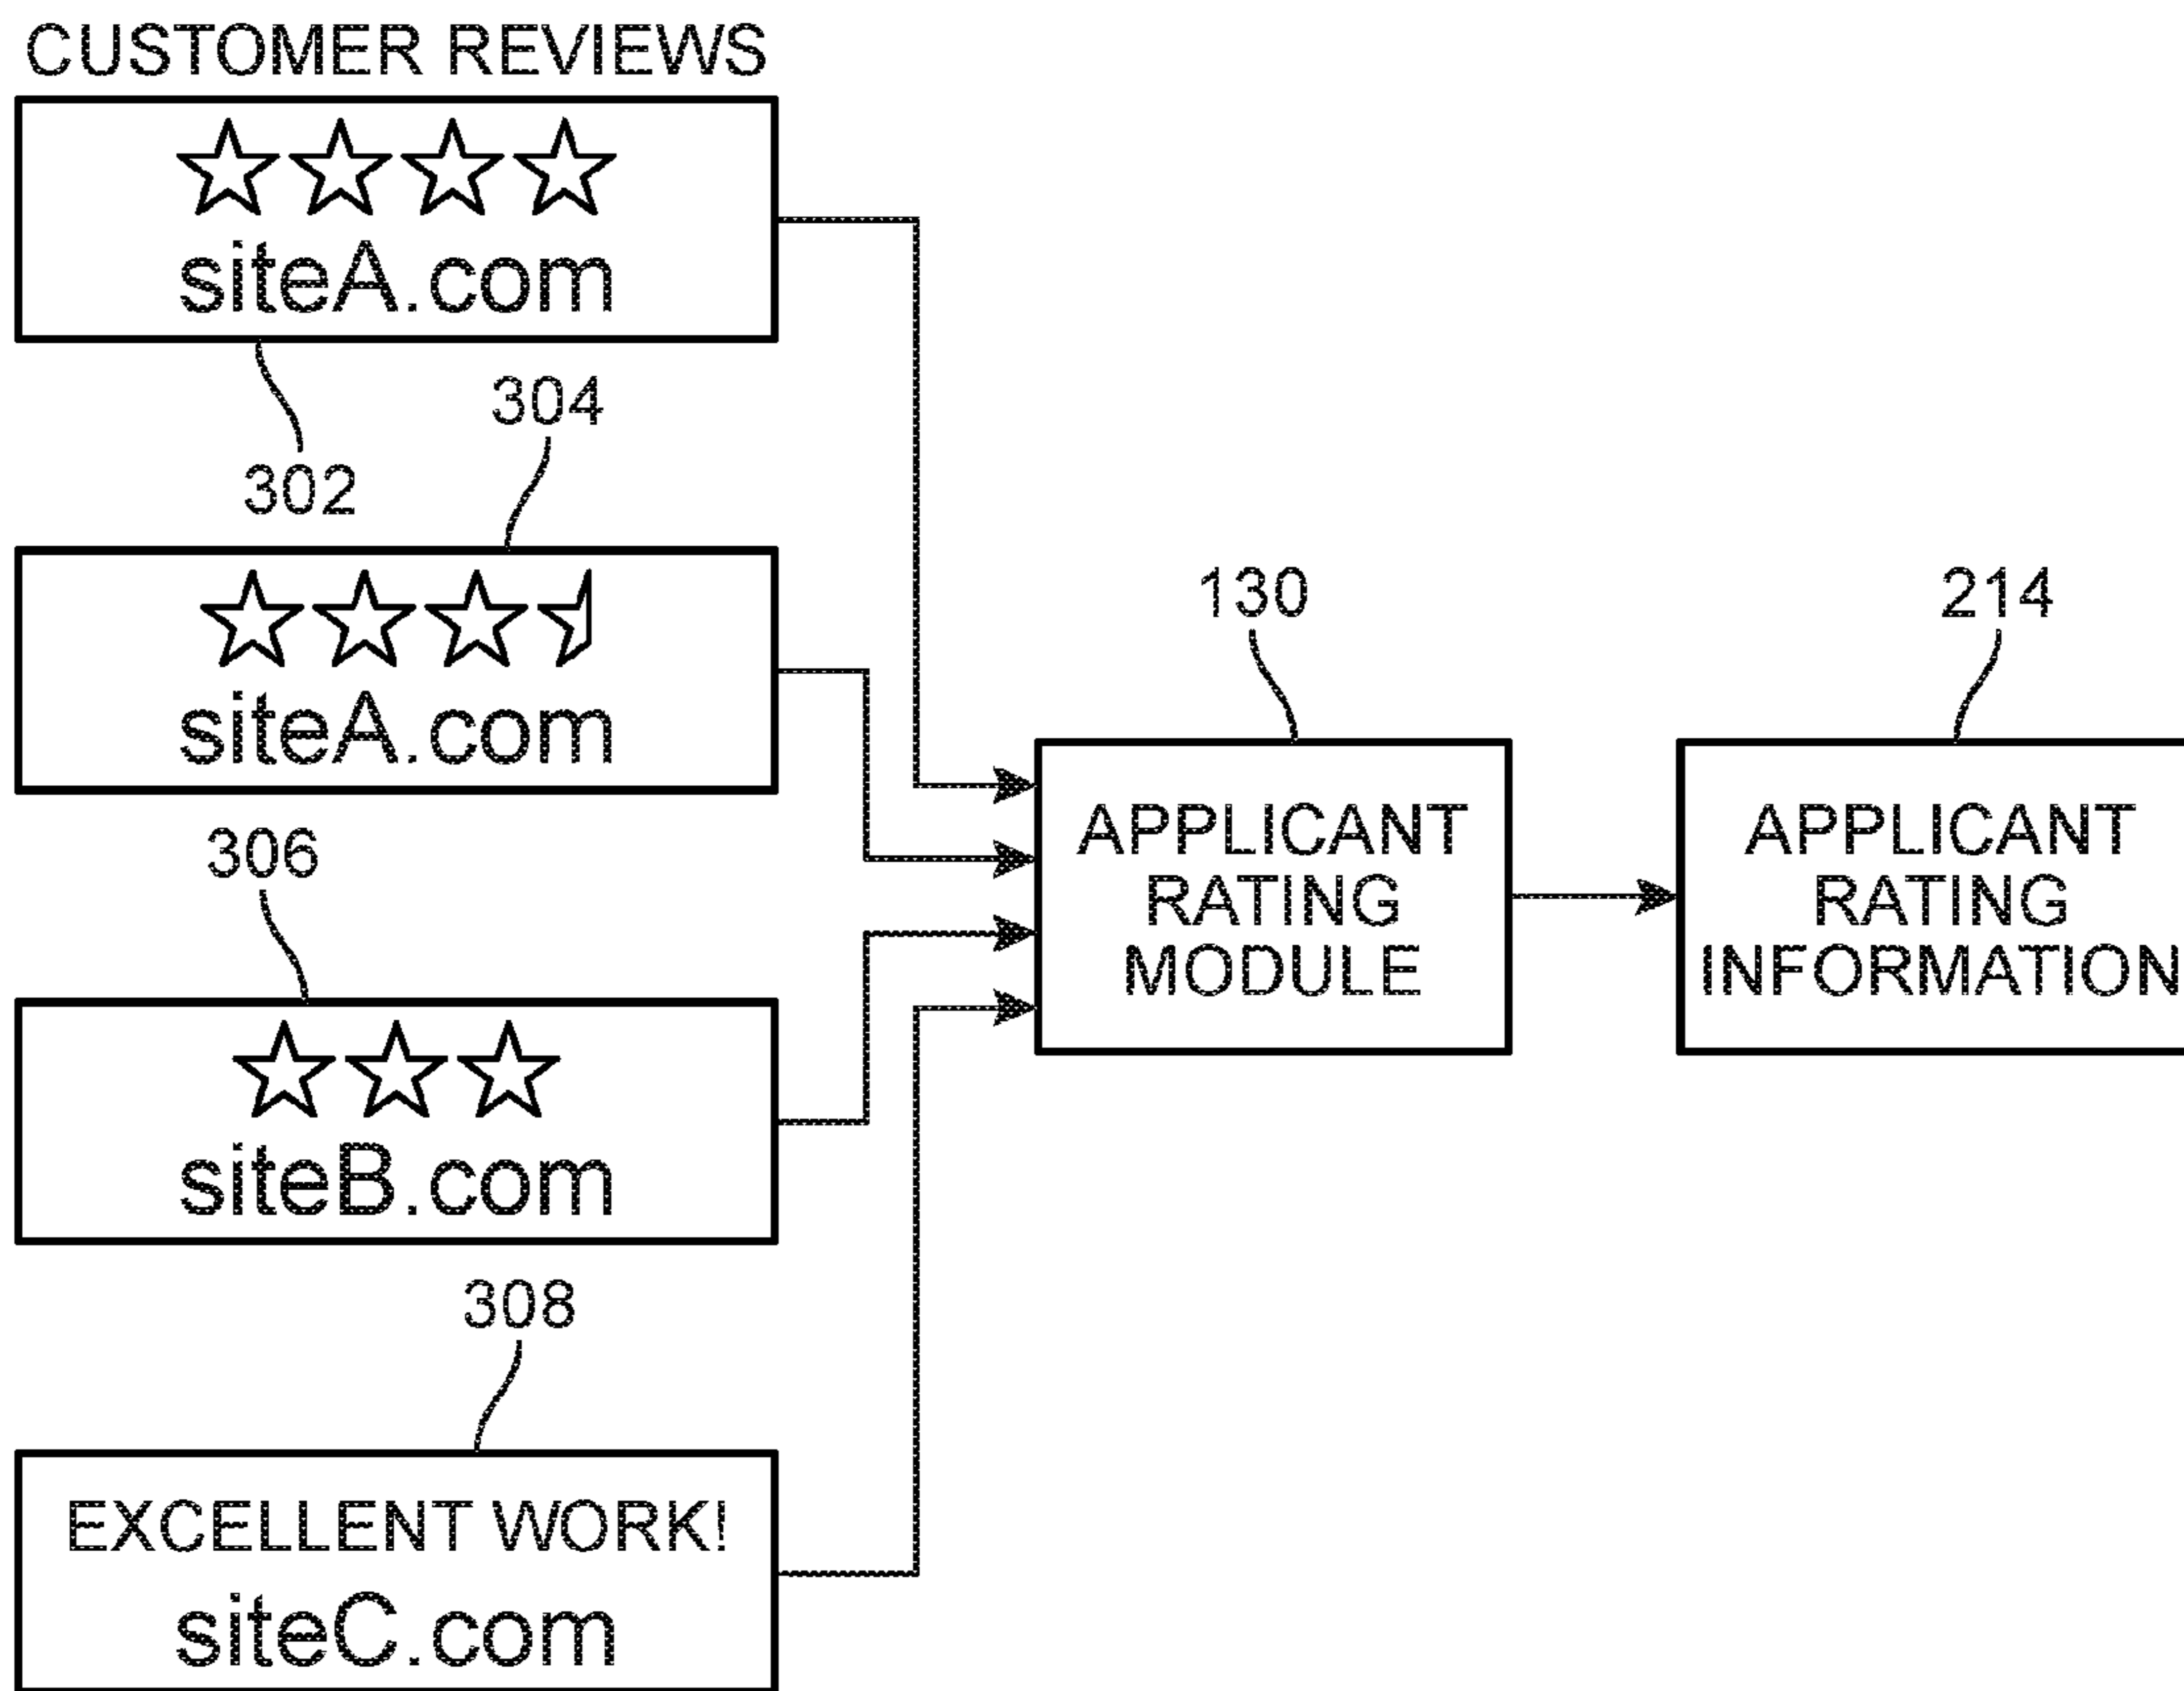 CUSTOMER REVIEWS
siteA.com
302
304
siteA.com
306
siteB.com
308
EXCELLENT WORK!
siteC.com
130
APPLICANT
RATING
MODULE
214
APPLICANT
RATING
INFORMATION